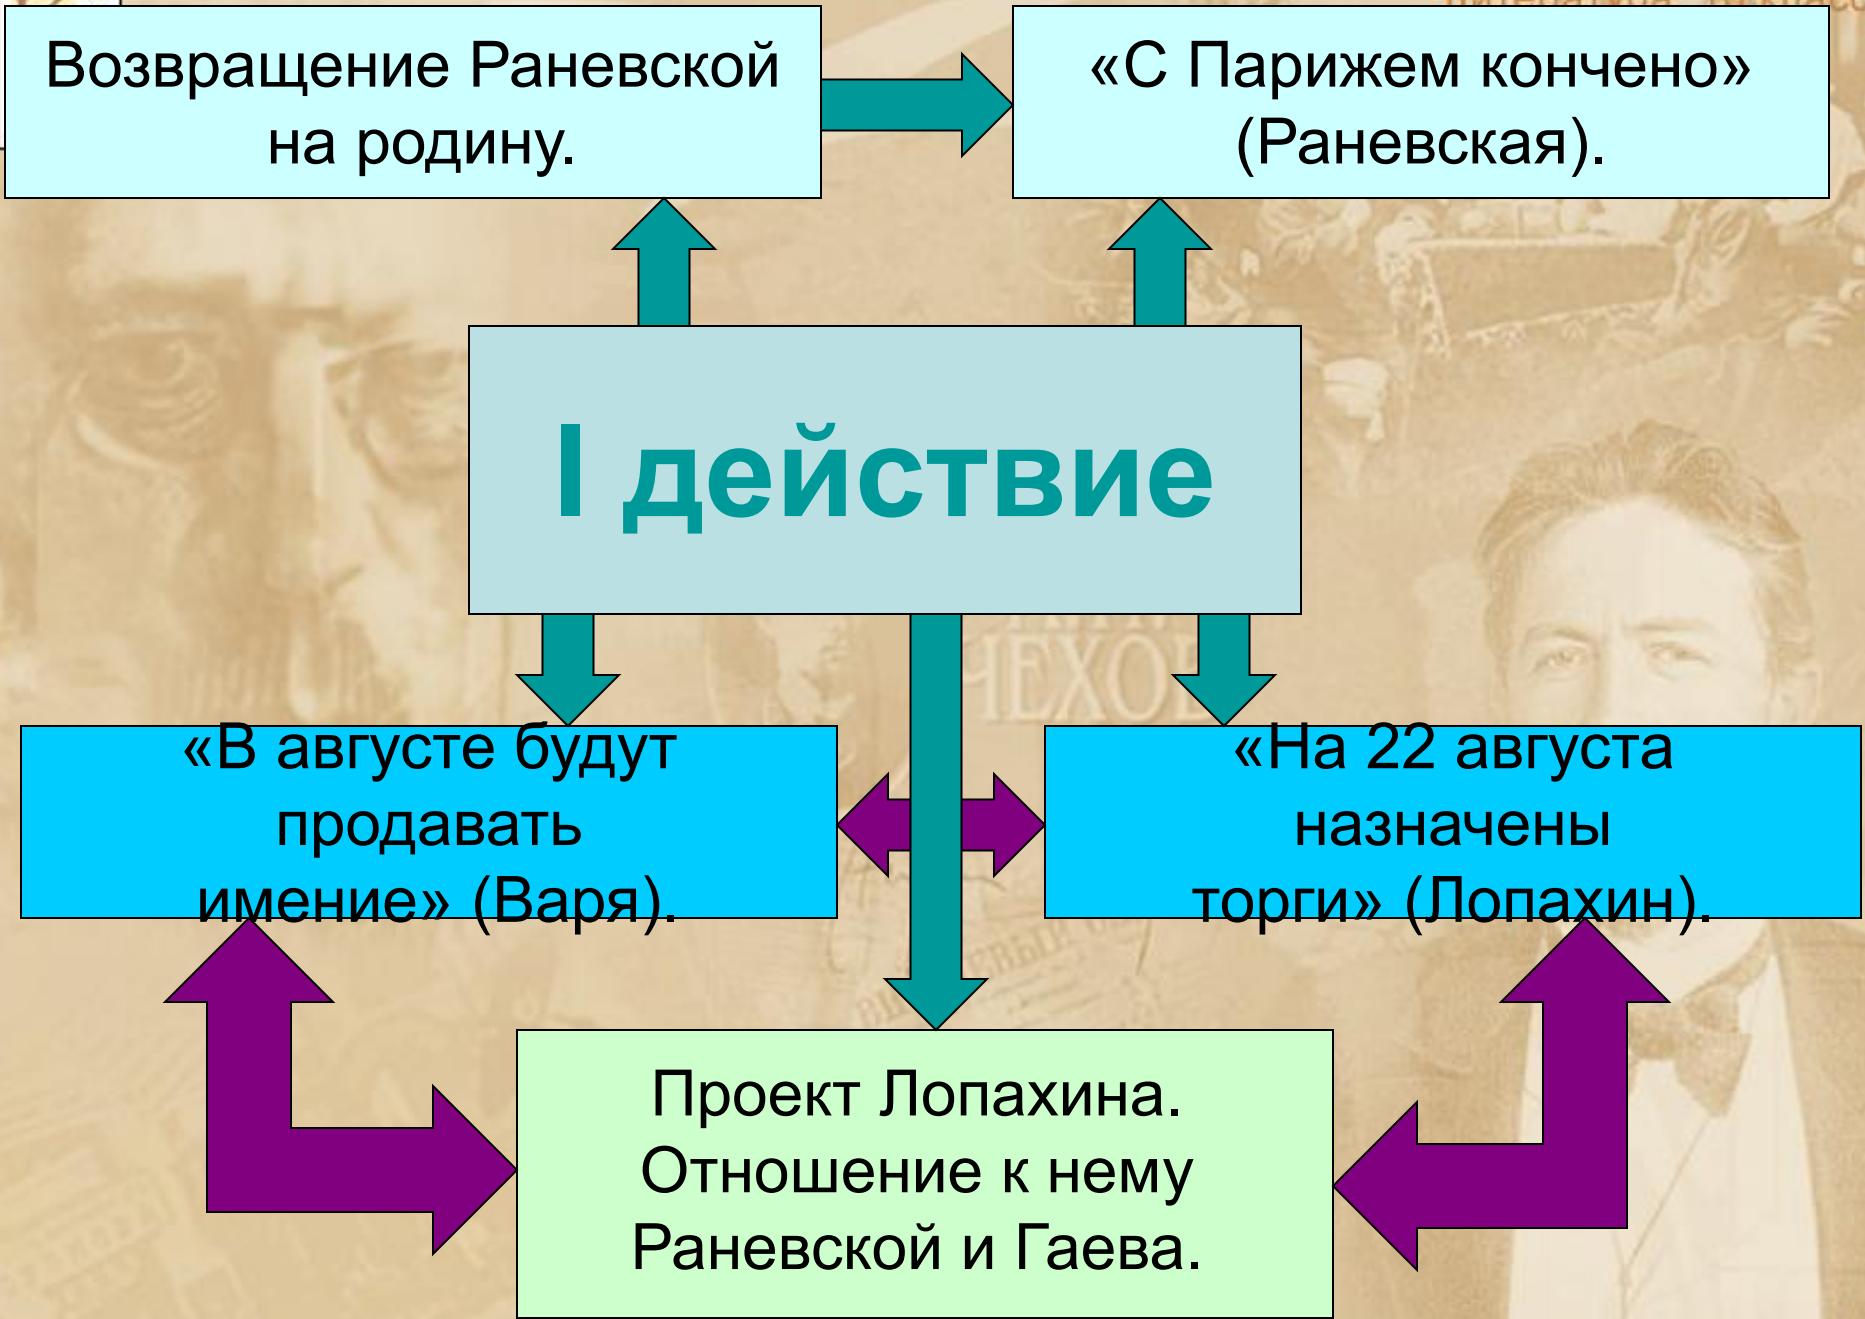 Возвращение Раневской
на родину.
«С Парижем кончено»
(Раневская).
I действие
ЧЕХОВ
«В августе будут
продавать
имение» (Варя).
«На 22 августа
назначены
торги» (Лопахин).
Проект Лопахина.
Отношение к нему
Раневской и Гаева.